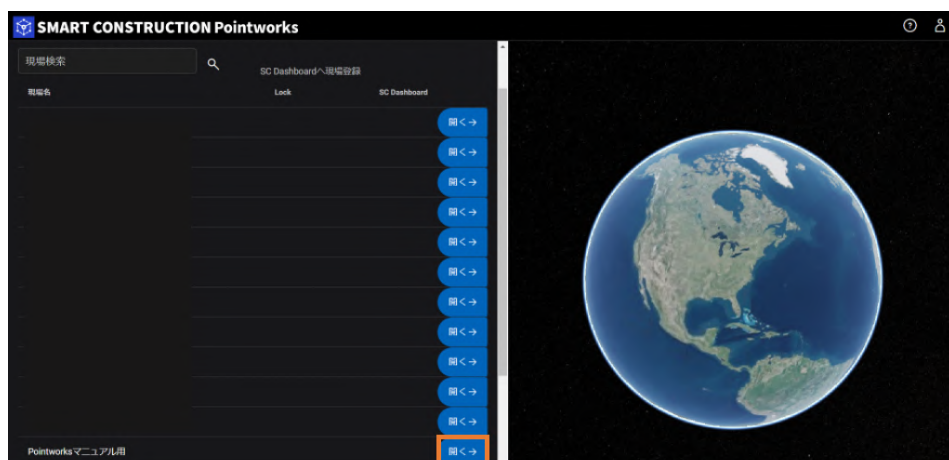 SMART CONSTRUCTION Pointworks
現場検索
SC Dashboardへ現場登録
現場名 Lock SC Dashboard
開く→
開く→
開く→
開く→
開く→
開く→
開く→
開く→
開く→
開く→
開く→
Pointworksマニュアル用 開く→